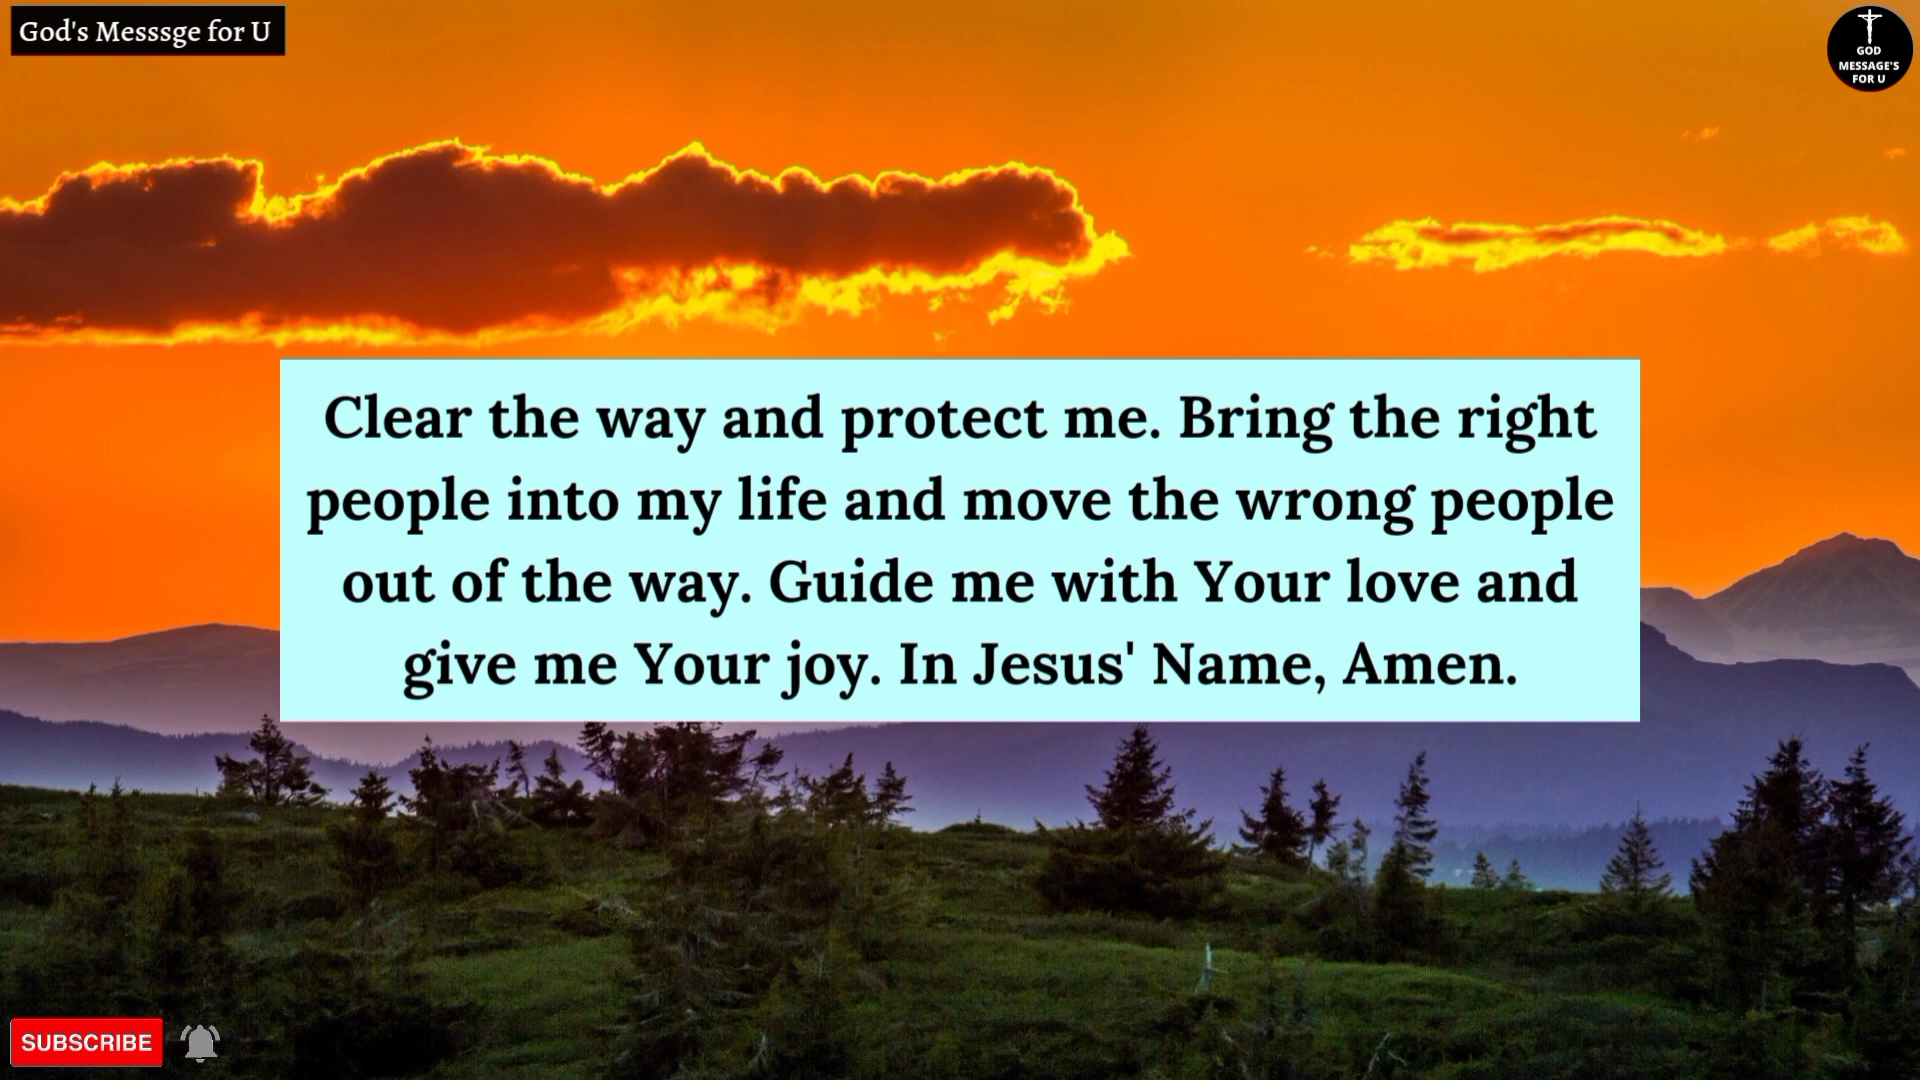 God's Messsge for U
GOD
MESSAGE'S
FOR U
Clear the way and protect me. Bring the right
people into my life and move the wrong people
out of the way. Guide me with Your love and
give me Your joy. In Jesus' Name, Amen.
SUBSCRIBE